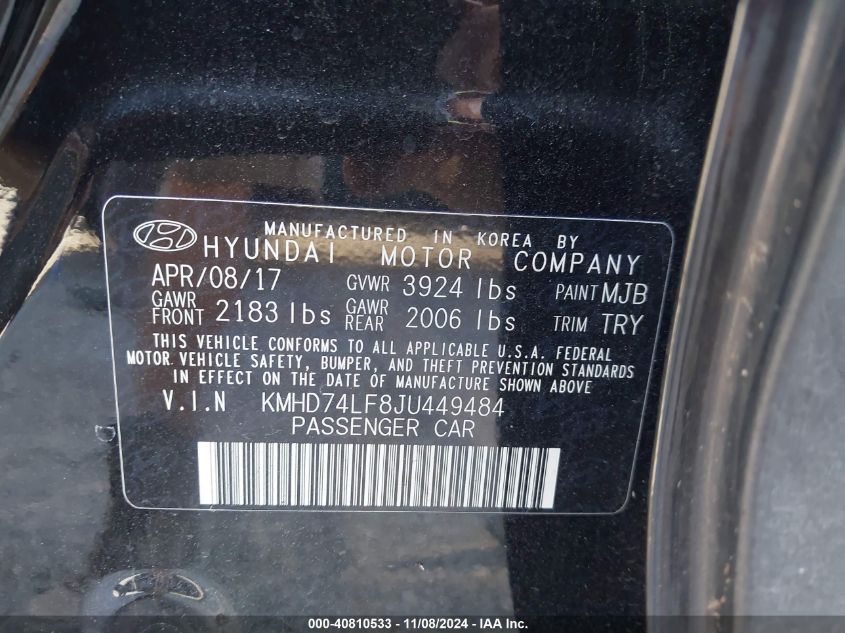 MANUFACTURED IN KOREA BY
HYUNDAI MOTOR COMPANY
APR/08/17 GVWR 3924 lbs PAINT MJB
GAWR FRONT 2183 lbs GAWR REAR 2006 lbs TRIM TRY
THIS VEHICLE CONFORMS TO ALL APPLICABLE U.S.A. FEDERAL
MOTOR VEHICLE SAFETY, BUMPER, AND THEFT PREVENTION STANDARDS
IN EFFECT ON THE DATE OF MANUFACTURE SHOWN ABOVE
V.I.N KMHD74LF8JU449484
PASSENGER CAR
000-40810533 - 11/08/2024 - IAA Inc.